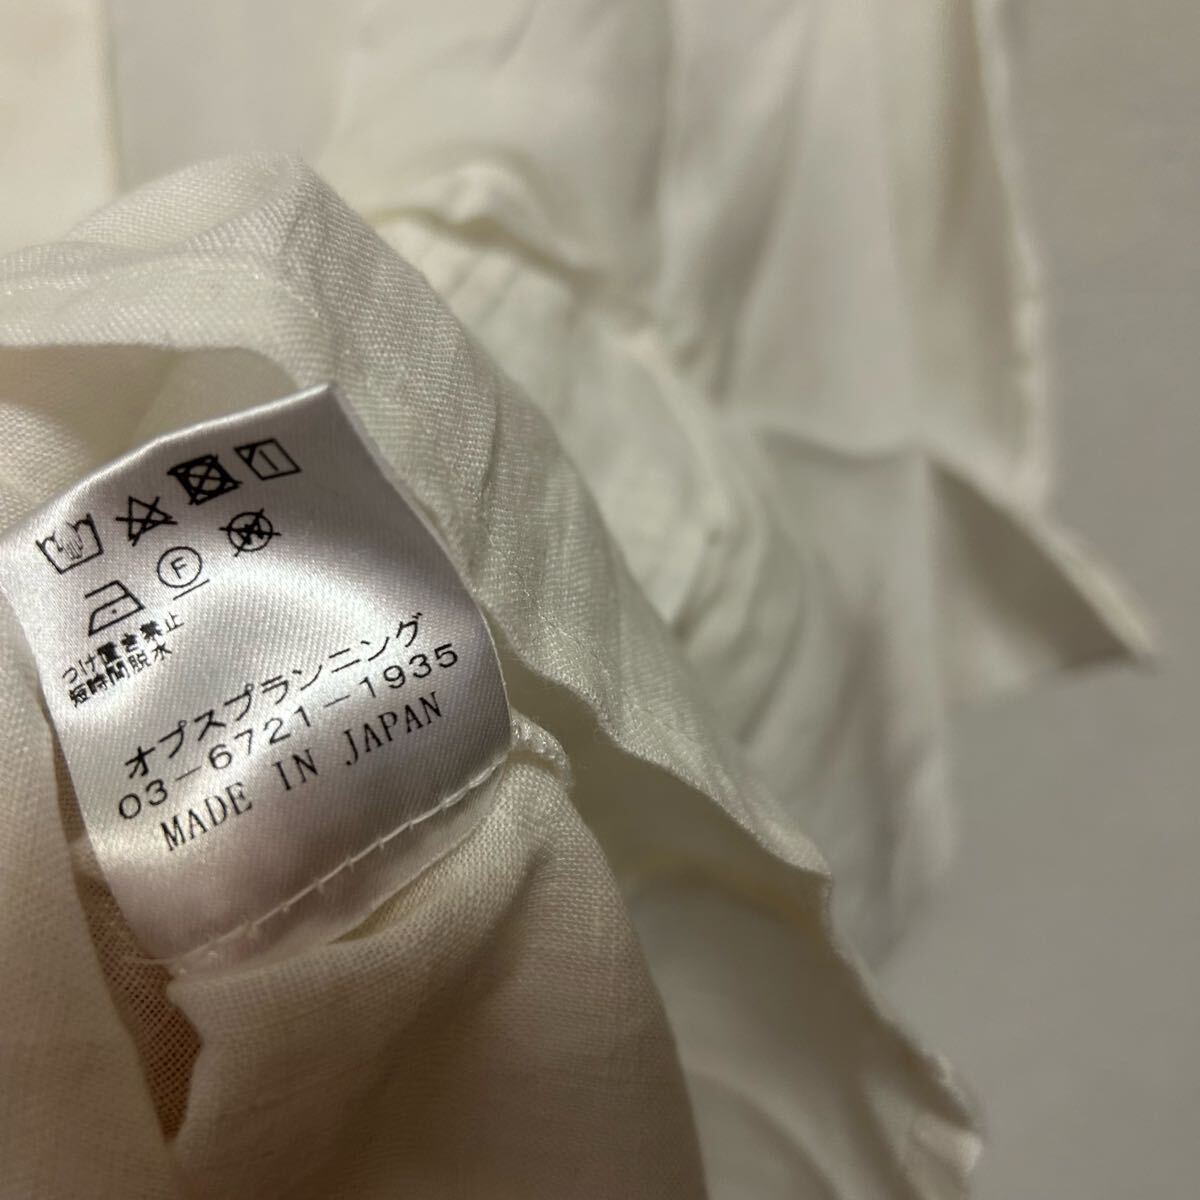 F
W
つけ置き禁止
短時間脱水
オプスプランニング
03-6721-1935
MADE IN JAPAN